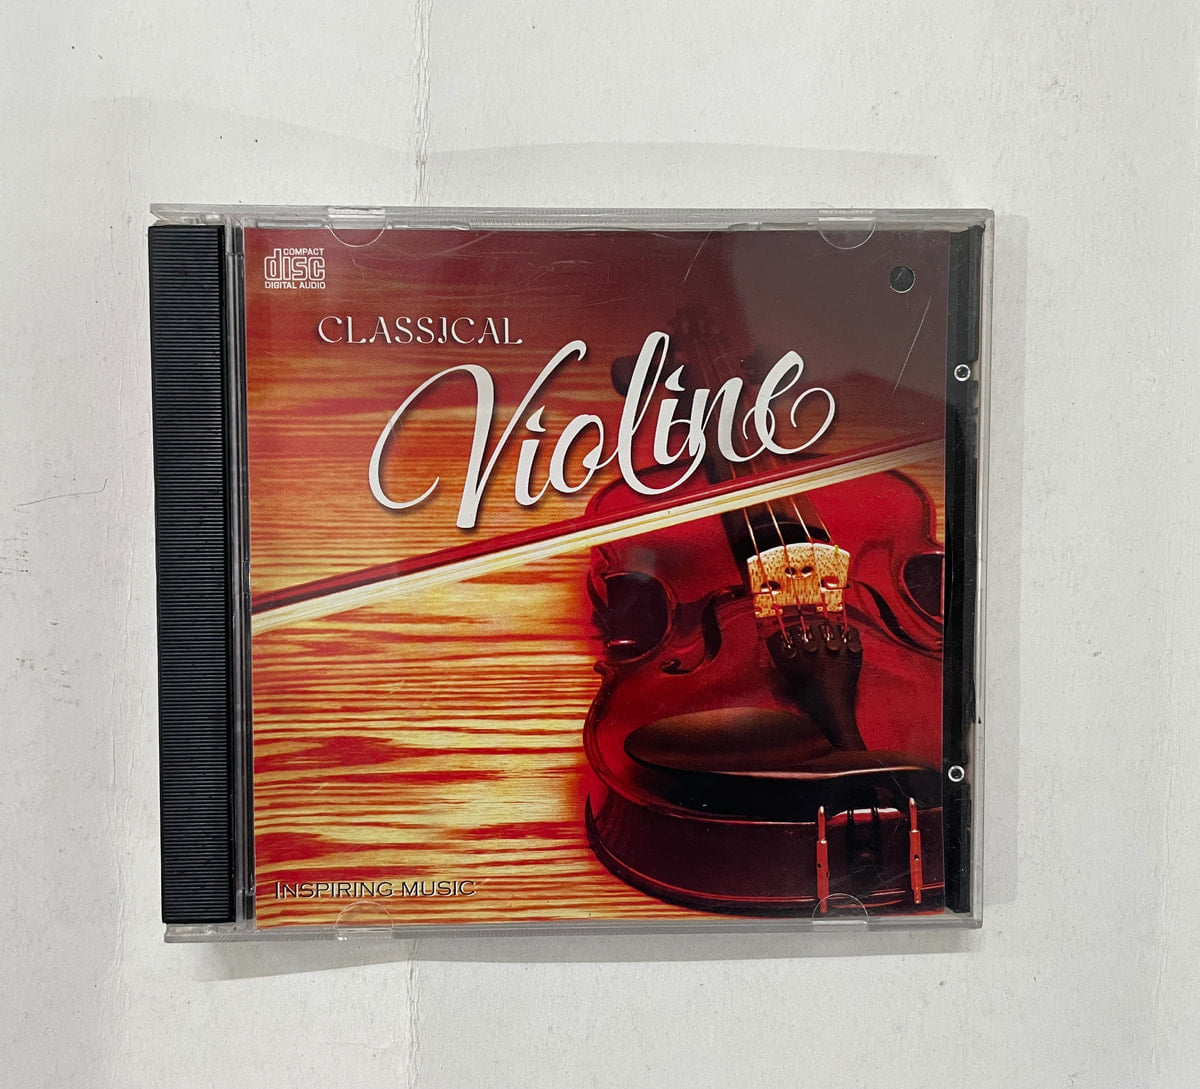 COMPACT
disc
DIGITAL AUDIO
CLASSICAL
Violine
INSPIRING MUSIC